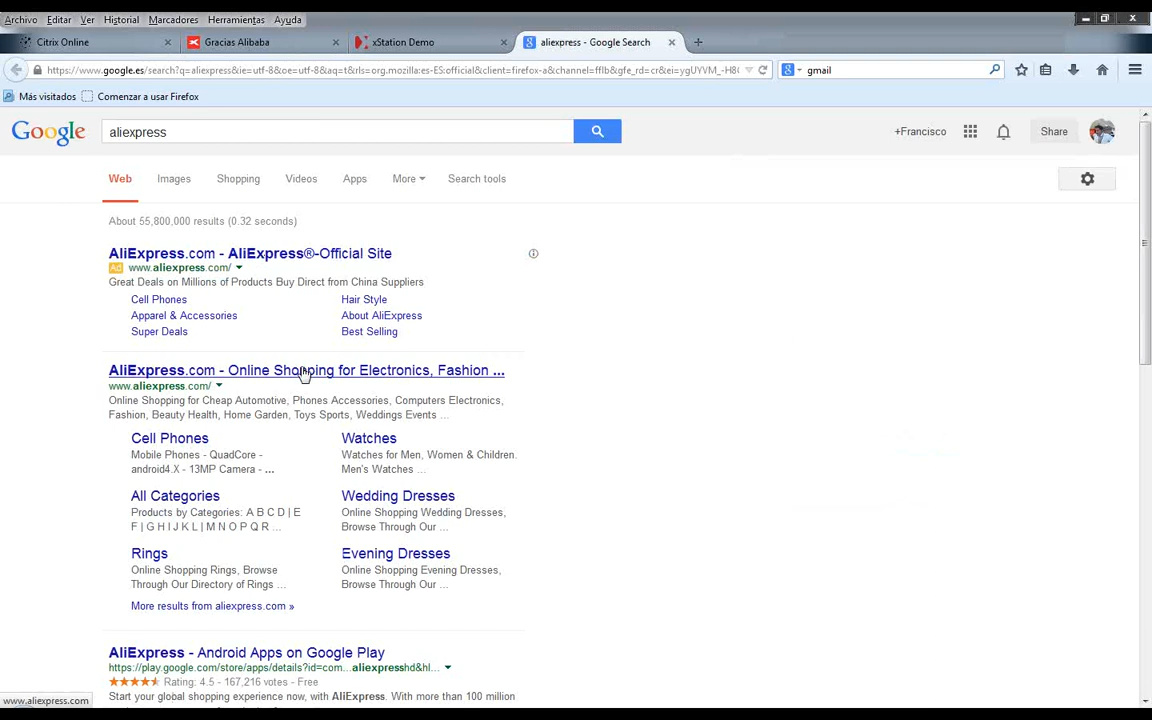 Archivo Editar Ver Historial Marcadores Herramientas Ayuda
Citrix Online × Gracias Alibaba × xStation Demo × aliexpress - Google Search × +
https://www.google.es/search?q=aliexpress&ie=utf-8&oe=utf-8&aq=t&rls=org.mozilla:es-ES:official&client=firefox-a&channel=fflb&gfe_rd=cr&ei=ygUYVM_-H8 gmail
Más visitados Comenzar a usar Firefox
Google aliexpress +Francisco Share
Web Images Shopping Videos Apps More Search tools
About 55,800,000 results (0.32 seconds)
AliExpress.com - AliExpress®-Official Site
Ad www.aliexpress.com/
Great Deals on Millions of Products Buy Direct from China Suppliers
Cell Phones Hair Style
Apparel & Accessories About AliExpress
Super Deals Best Selling
AliExpress.com - Online Shopping for Electronics, Fashion ...
www.aliexpress.com/
Online Shopping for Cheap Automotive, Phones Accessories, Computers Electronics,
Fashion, Beauty Health, Home Garden, Toys Sports, Weddings Events ...
Cell Phones Watches
Mobile Phones - QuadCore - Watches for Men, Women & Children.
android4.X - 13MP Camera - ... Men's Watches ...
All Categories Wedding Dresses
Products by Categories: A B C D | E Online Shopping Wedding Dresses,
F | G H I J K L | M N O P Q R ... Browse Through Our ...
Rings Evening Dresses
Online Shopping Rings, Browse Online Shopping Evening Dresses,
Through Our Directory of Rings ... Browse Through Our ...
More results from aliexpress.com »
AliExpress - Android Apps on Google Play
https://play.google.com/store/apps/details?id=com...aliexpresshd&hl...
Rating: 4.5 - 167,216 votes - Free
Start your global shopping experience now, with AliExpress. With more than 100 million
www.aliexpress.com